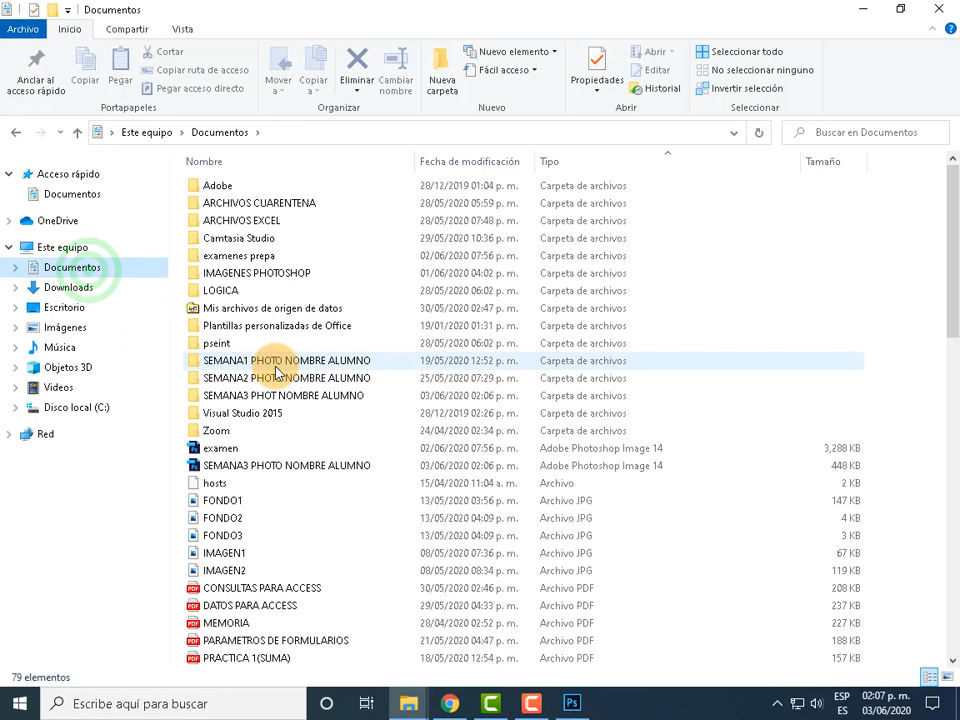 Documentos
Archivo Inicio Compartir Vista
Anclar al acceso rápido
Copiar
Pegar
Cortar
Copiar ruta de acceso
Pegar acceso directo
Portapapeles
Mover a
Copiar a
Eliminar
Cambiar nombre
Organizar
Nueva carpeta
Nuevo elemento
Fácil acceso
Nuevo
Propiedades
Abrir
Editar
Historial
Abrir
Seleccionar todo
No seleccionar ninguno
Invertir selección
Seleccionar
Este equipo > Documentos >
Buscar en Documentos
Acceso rápido
Documentos
OneDrive
Este equipo
Documentos
Downloads
Escritorio
Imágenes
Música
Objetos 3D
Videos
Disco local (C:)
Red
Nombre Fecha de modificación Tipo Tamaño
Adobe 28/12/2019 01:04 p. m. Carpeta de archivos
ARCHIVOS CUARENTENA 28/05/2020 05:59 p. m. Carpeta de archivos
ARCHIVOS EXCEL 28/05/2020 07:48 p. m. Carpeta de archivos
Camtasia Studio 29/05/2020 10:36 p. m. Carpeta de archivos
examenes prepa 02/06/2020 07:56 p. m. Carpeta de archivos
IMAGENES PHOTOSHOP 01/06/2020 04:02 p. m. Carpeta de archivos
LOGICA 28/05/2020 06:02 p. m. Carpeta de archivos
Mis archivos de origen de datos 30/05/2020 02:47 p. m. Carpeta de archivos
Plantillas personalizadas de Office 19/01/2020 01:31 p. m. Carpeta de archivos
pseint 28/05/2020 06:02 p. m. Carpeta de archivos
SEMANA1 PHOTO NOMBRE ALUMNO 19/05/2020 12:52 p. m. Carpeta de archivos
SEMANA2 PHOTO NOMBRE ALUMNO 25/05/2020 07:29 p. m. Carpeta de archivos
SEMANA3 PHOT NOMBRE ALUMNO 03/06/2020 02:06 p. m. Carpeta de archivos
Visual Studio 2015 28/12/2019 02:26 p. m. Carpeta de archivos
Zoom 24/04/2020 02:34 p. m. Carpeta de archivos
examen 02/06/2020 07:56 p. m. Adobe Photoshop Image 14 3,288 KB
SEMANA3 PHOTO NOMBRE ALUMNO 03/06/2020 02:06 p. m. Adobe Photoshop Image 14 448 KB
hosts 15/04/2020 11:04 a. m. Archivo 2 KB
FONDO1 13/05/2020 03:56 p. m. Archivo JPG 147 KB
FONDO2 13/05/2020 04:09 p. m. Archivo JPG 4 KB
FONDO3 13/05/2020 04:09 p. m. Archivo JPG 3 KB
IMAGEN1 08/05/2020 07:36 p. m. Archivo JPG 67 KB
IMAGEN2 08/05/2020 08:34 p. m. Archivo JPG 119 KB
CONSULTAS PARA ACCESS 30/05/2020 02:46 p. m. Archivo PDF 208 KB
DATOS PARA ACCESS 29/05/2020 04:33 p. m. Archivo PDF 237 KB
MEMORIA 28/04/2020 02:53 p. m. Archivo PDF 227 KB
PARAMETROS DE FORMULARIOS 21/05/2020 04:47 p. m. Archivo PDF 188 KB
PRACTICA 1(SUMA) 18/05/2020 12:54 p. m. Archivo PDF 157 KB
79 elementos
Escribe aquí para buscar
Ps
ESP
ES
02:07 p. m.
03/06/2020